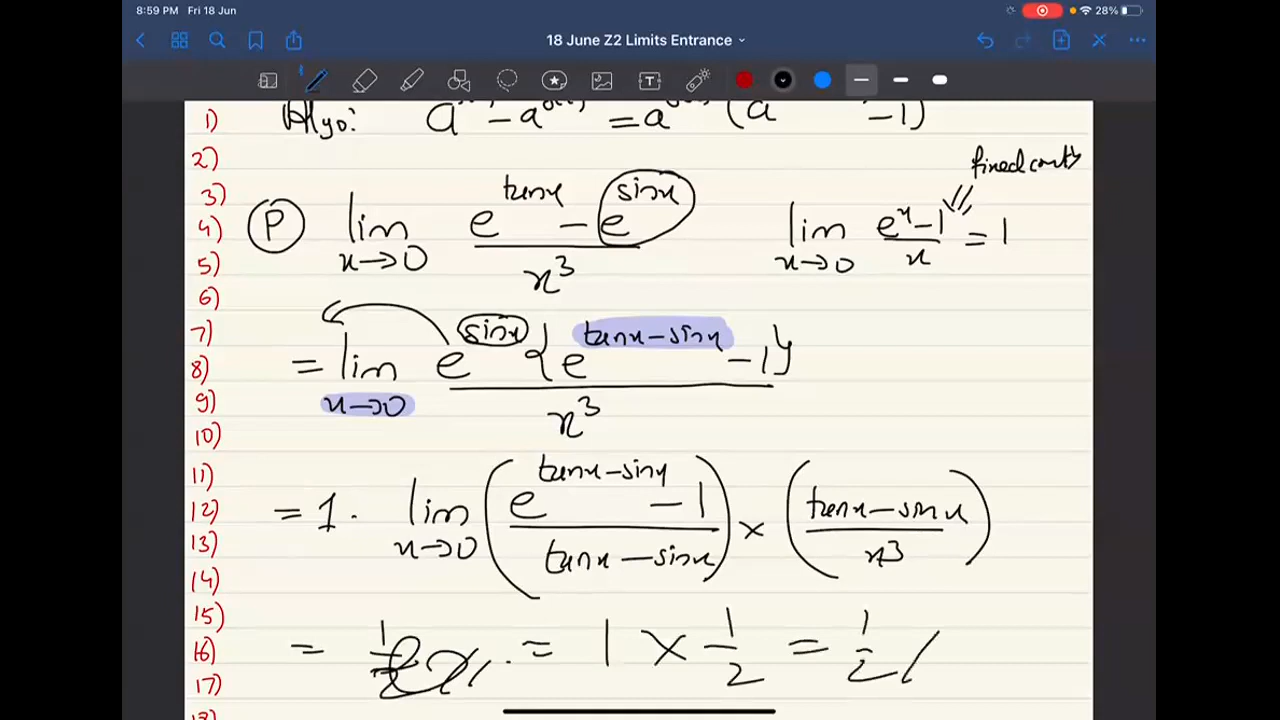 8:59 PM Fri 18 Jun 28%
18 June Z2 Limits Entrance
1) Algo: a - a = a (a - 1)
2) fixed
3) tanx sinx
4) P lim e - e lim e^x - 1 = 1
5) x→0 x³ x→0 x
6)
7) sinx tanx-sinx
8) = lim e {e - 1}
9) x→0 x³
10)
11) tanx-sinx
12) = 1. lim (e - 1) × (tanx-sinx)
13) x→0 tanx-sinx x³
14)
15)
16) = = 1 × 1/2 = 1/2 //
17)